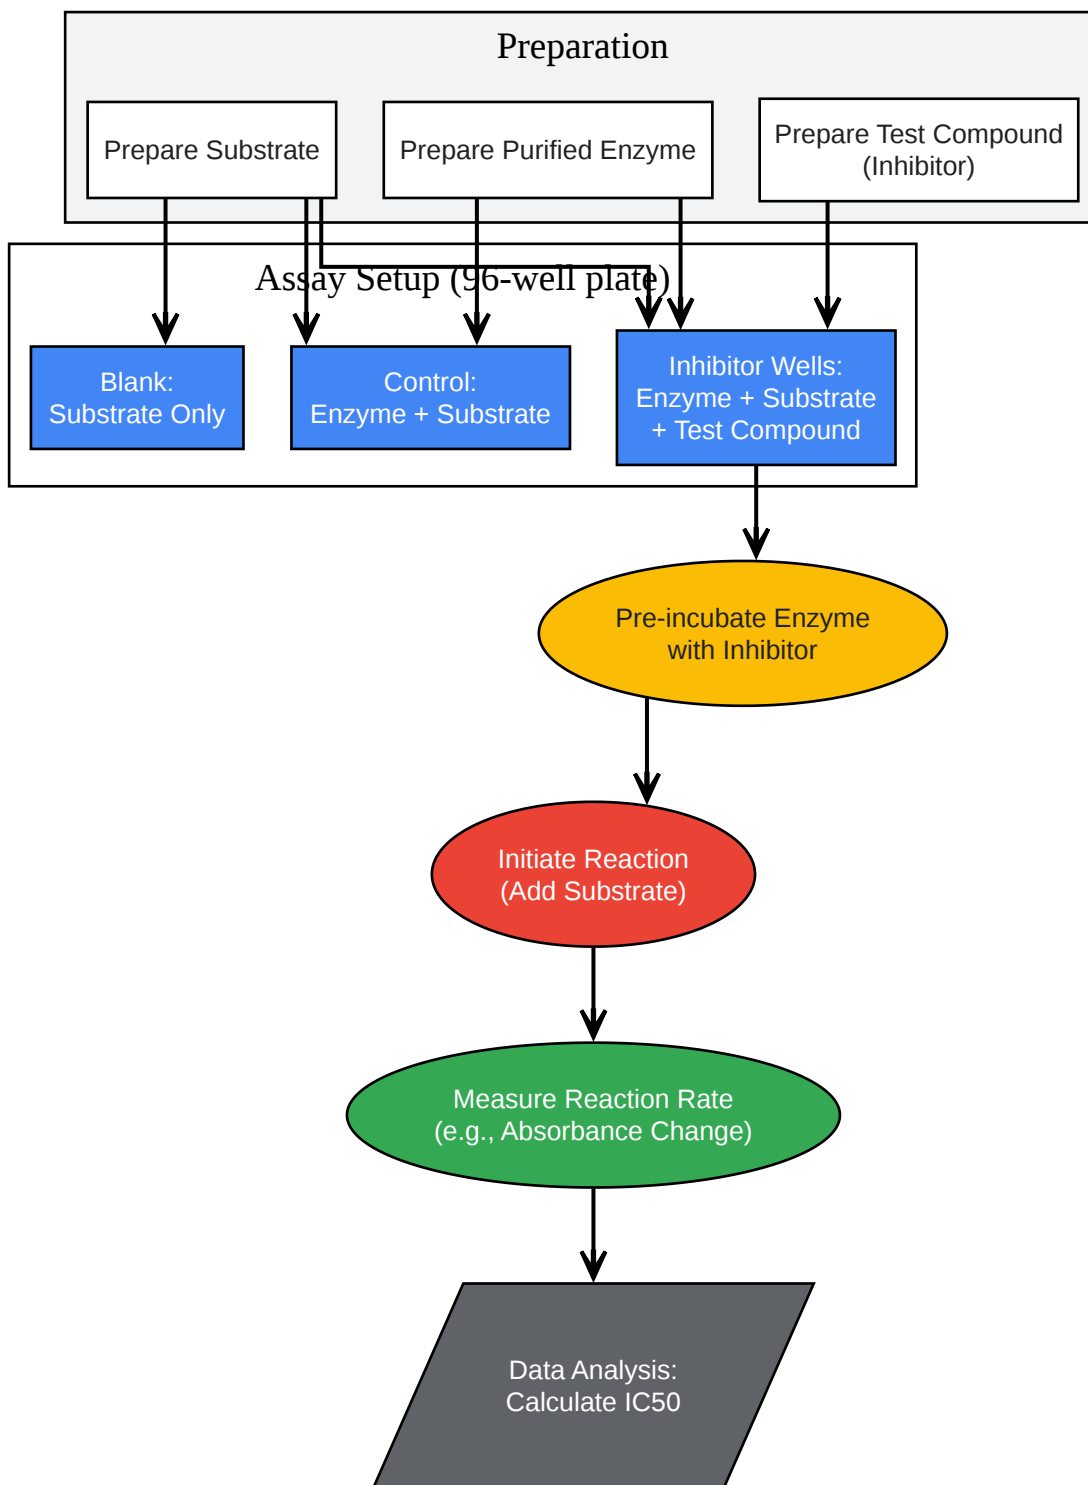 Preparation
Prepare Substrate
Prepare Purified Enzyme
Prepare Test Compound
(Inhibitor)
Assay Setup (96-well plate)
Blank:
Substrate Only
Control:
Enzyme + Substrate
Inhibitor Wells:
Enzyme + Substrate
+ Test Compound
Pre-incubate Enzyme
with Inhibitor
Initiate Reaction
(Add Substrate)
Measure Reaction Rate
(e.g., Absorbance Change)
Data Analysis:
Calculate IC50